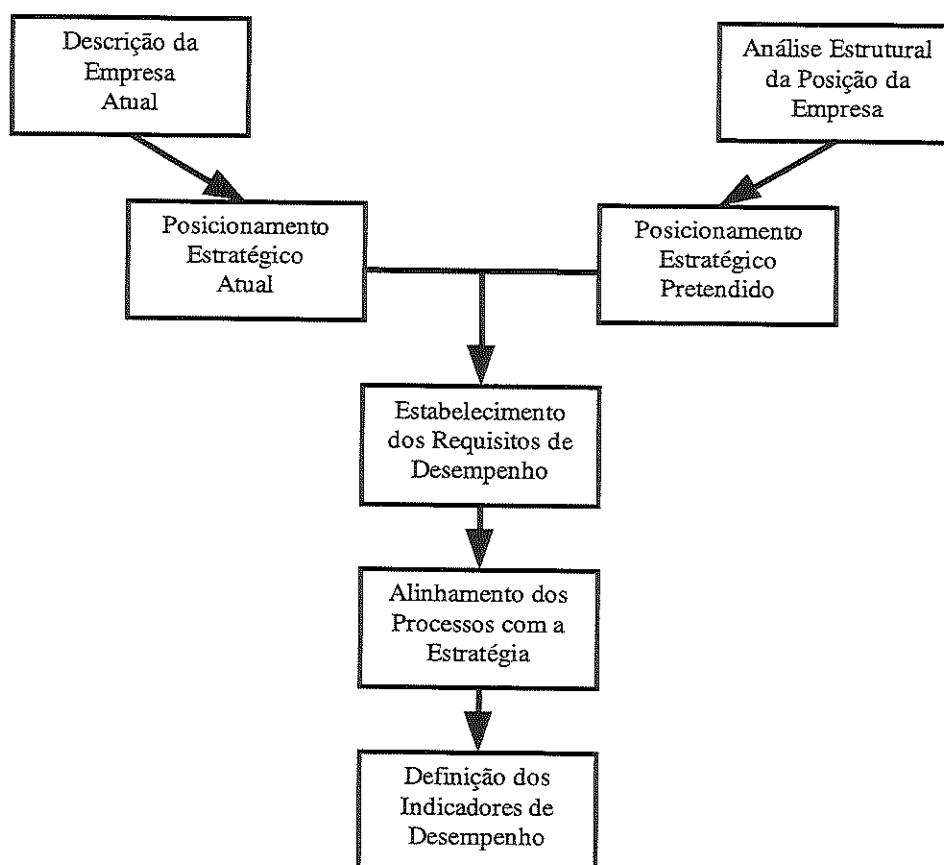 Descrição da
Empresa
Atual
Análise Estrutural
da Posição da
Empresa
Posicionamento
Estratégico
Atual
Posicionamento
Estratégico
Pretendido
Estabelecimento
dos Requisitos de
Desempenho
Alinhamento dos
Processos com a
Estratégia
Definição dos
Indicadores de
Desempenho